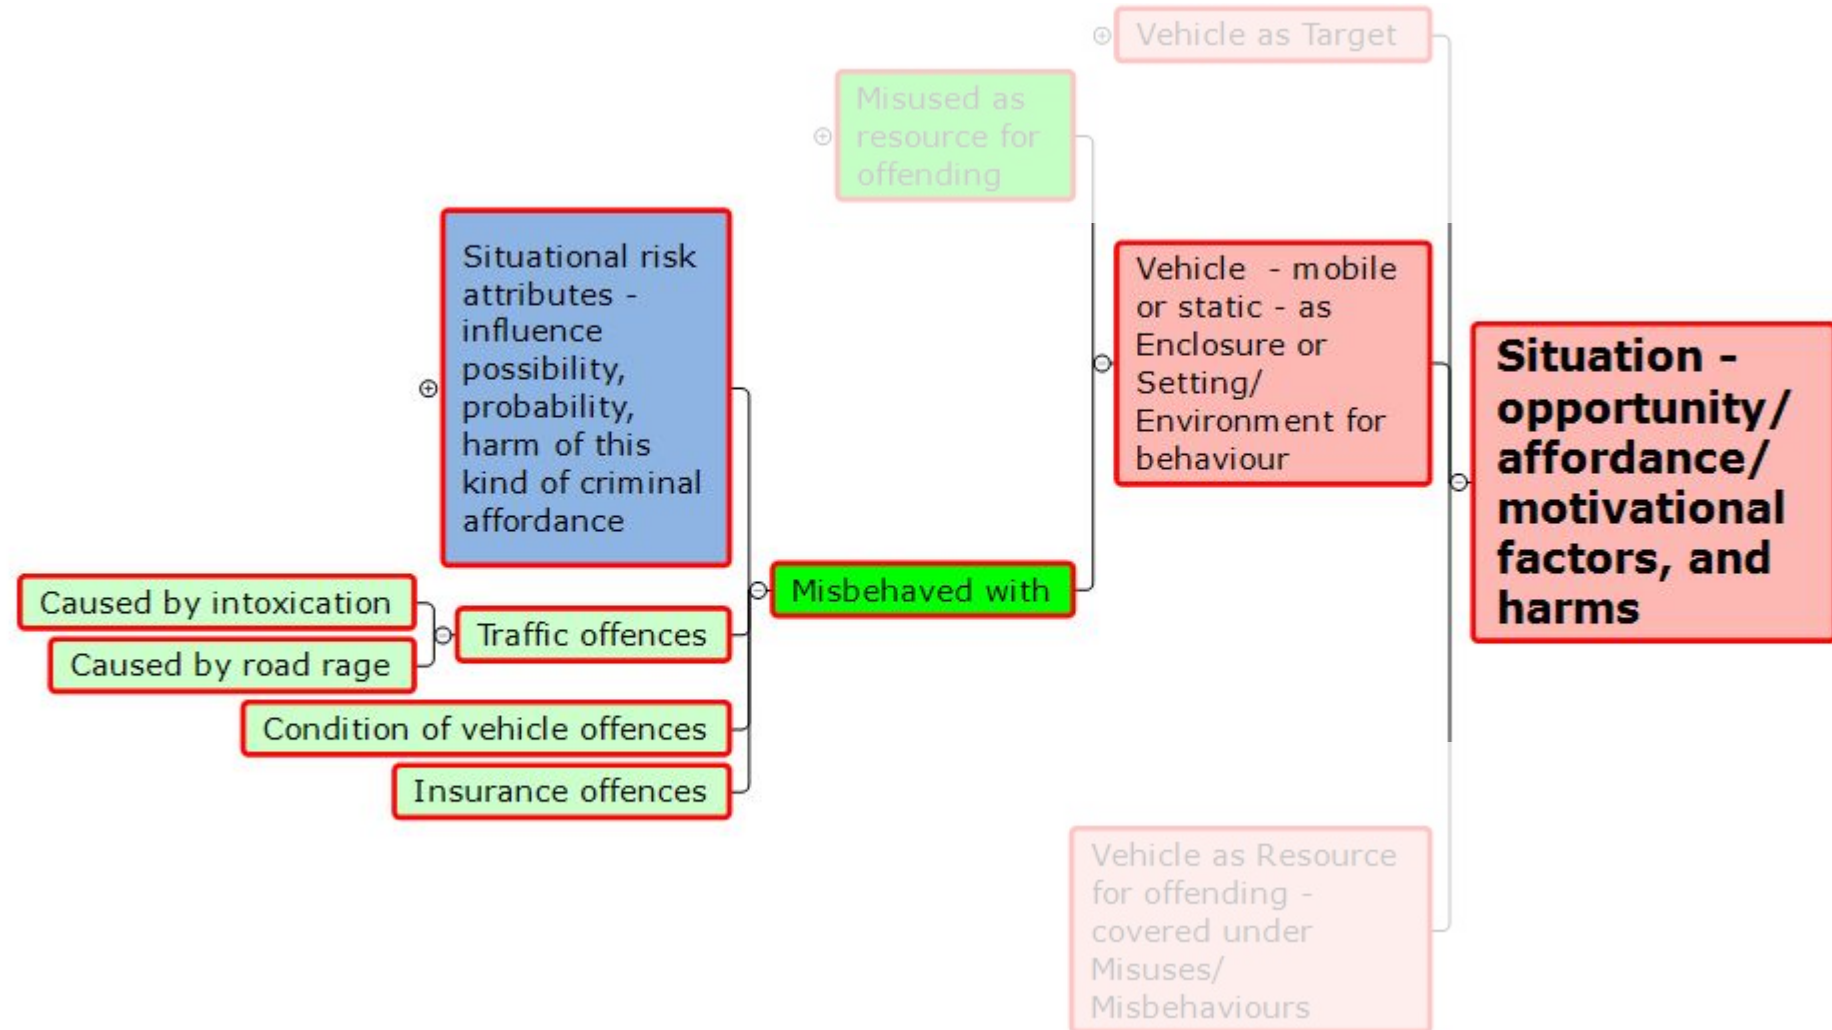 Vehicle as Target
Misused as
resource for
offending
Situational risk
attributes -
influence
possibility,
probability,
harm of this
kind of criminal
affordance
Vehicle - mobile
or static - as
Enclosure or
Setting/
Environment for
behaviour
Situation -
opportunity/
affordance/
motivational
factors, and
harms
Misbehaved with
Caused by intoxication
Traffic offences
Caused by road rage
Condition of vehicle offences
Insurance offences
Vehicle as Resource
for offending -
covered under
Misuses/
Misbehaviours